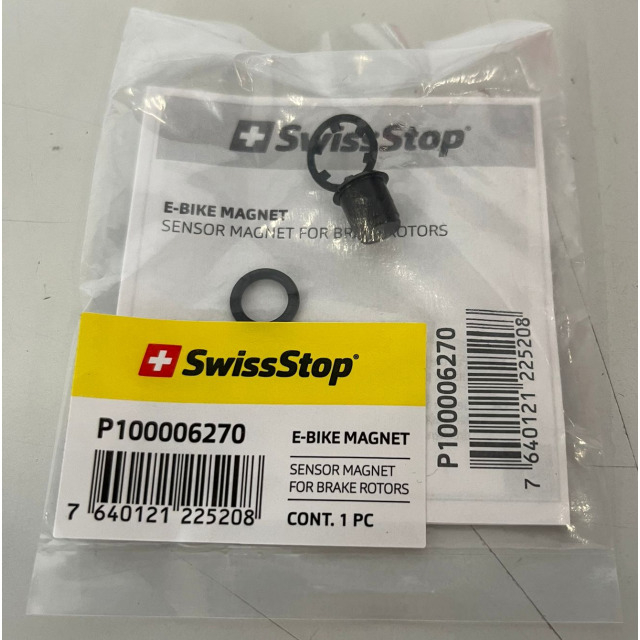 SwissStop
E-BIKE MAGNET
SENSOR MAGNET FOR BRAKE ROTORS
P100006270
7 640121 225208
SwissStop®
P100006270
7 640121 225208
E-BIKE MAGNET
SENSOR MAGNET
FOR BRAKE ROTORS
CONT. 1 PC